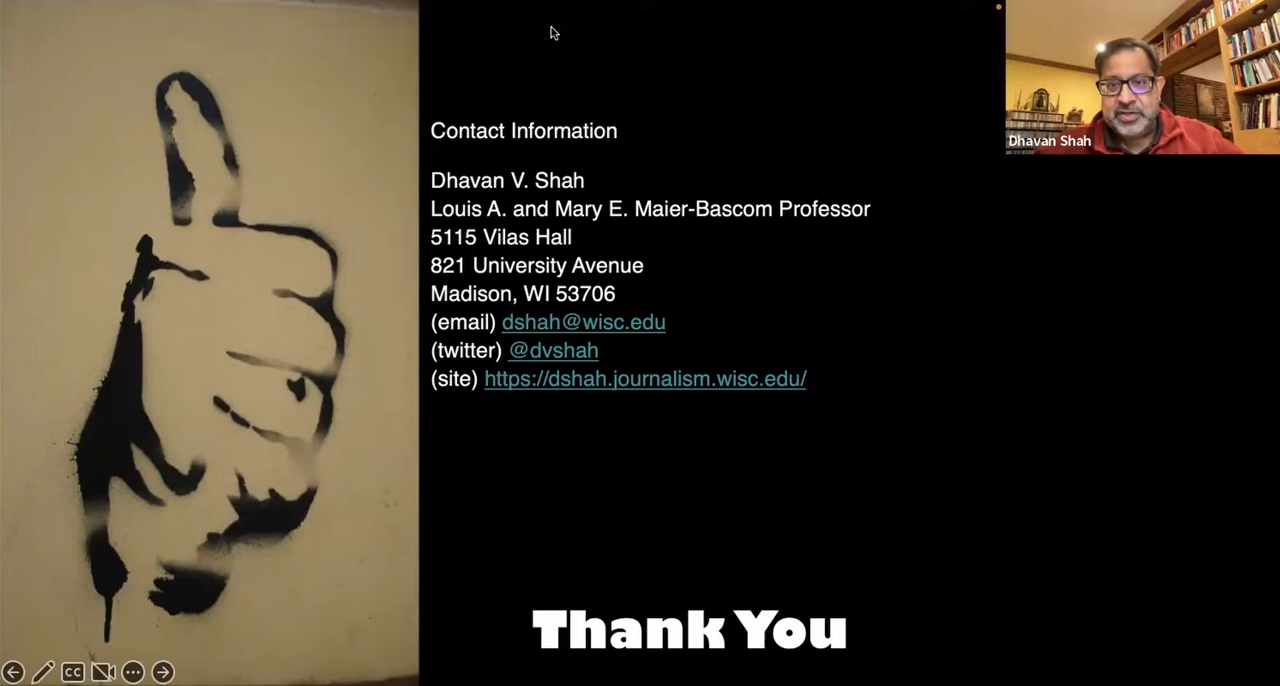 Contact Information
Dhavan V. Shah
Louis A. and Mary E. Maier-Bascom Professor
5115 Vilas Hall
821 University Avenue
Madison, WI 53706
(email) dshah@wisc.edu
(twitter) @dvshah
(site) https://dshah.journalism.wisc.edu/
Thank You
Dhavan Shah
CC